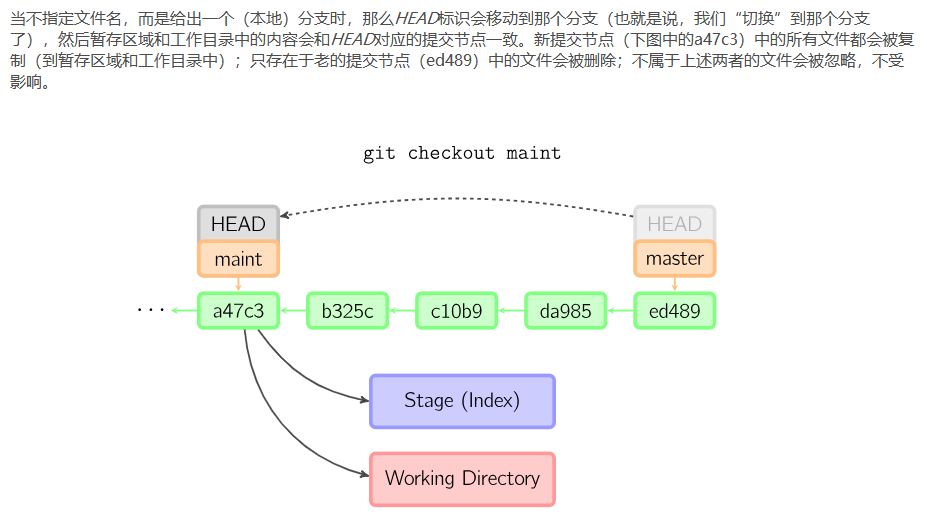 当不指定文件名，而是给出一个（本地）分支时，那么HEAD标识会移动到那个分支（也就是说，我们“切换”到那个分支
了），然后暂存区域和工作目录中的内容会和HEAD对应的提交节点一致。新提交节点（下图中的a47c3）中的所有文件都会被复
制（到暂存区域和工作目录中）；只存在于老的提交节点（ed489）中的文件会被删除；不属于上述两者的文件会被忽略，不受
影响。
git checkout maint
HEAD HEAD
maint master
··· a47c3 b325c c10b9 da985 ed489
Stage (Index)
Working Directory